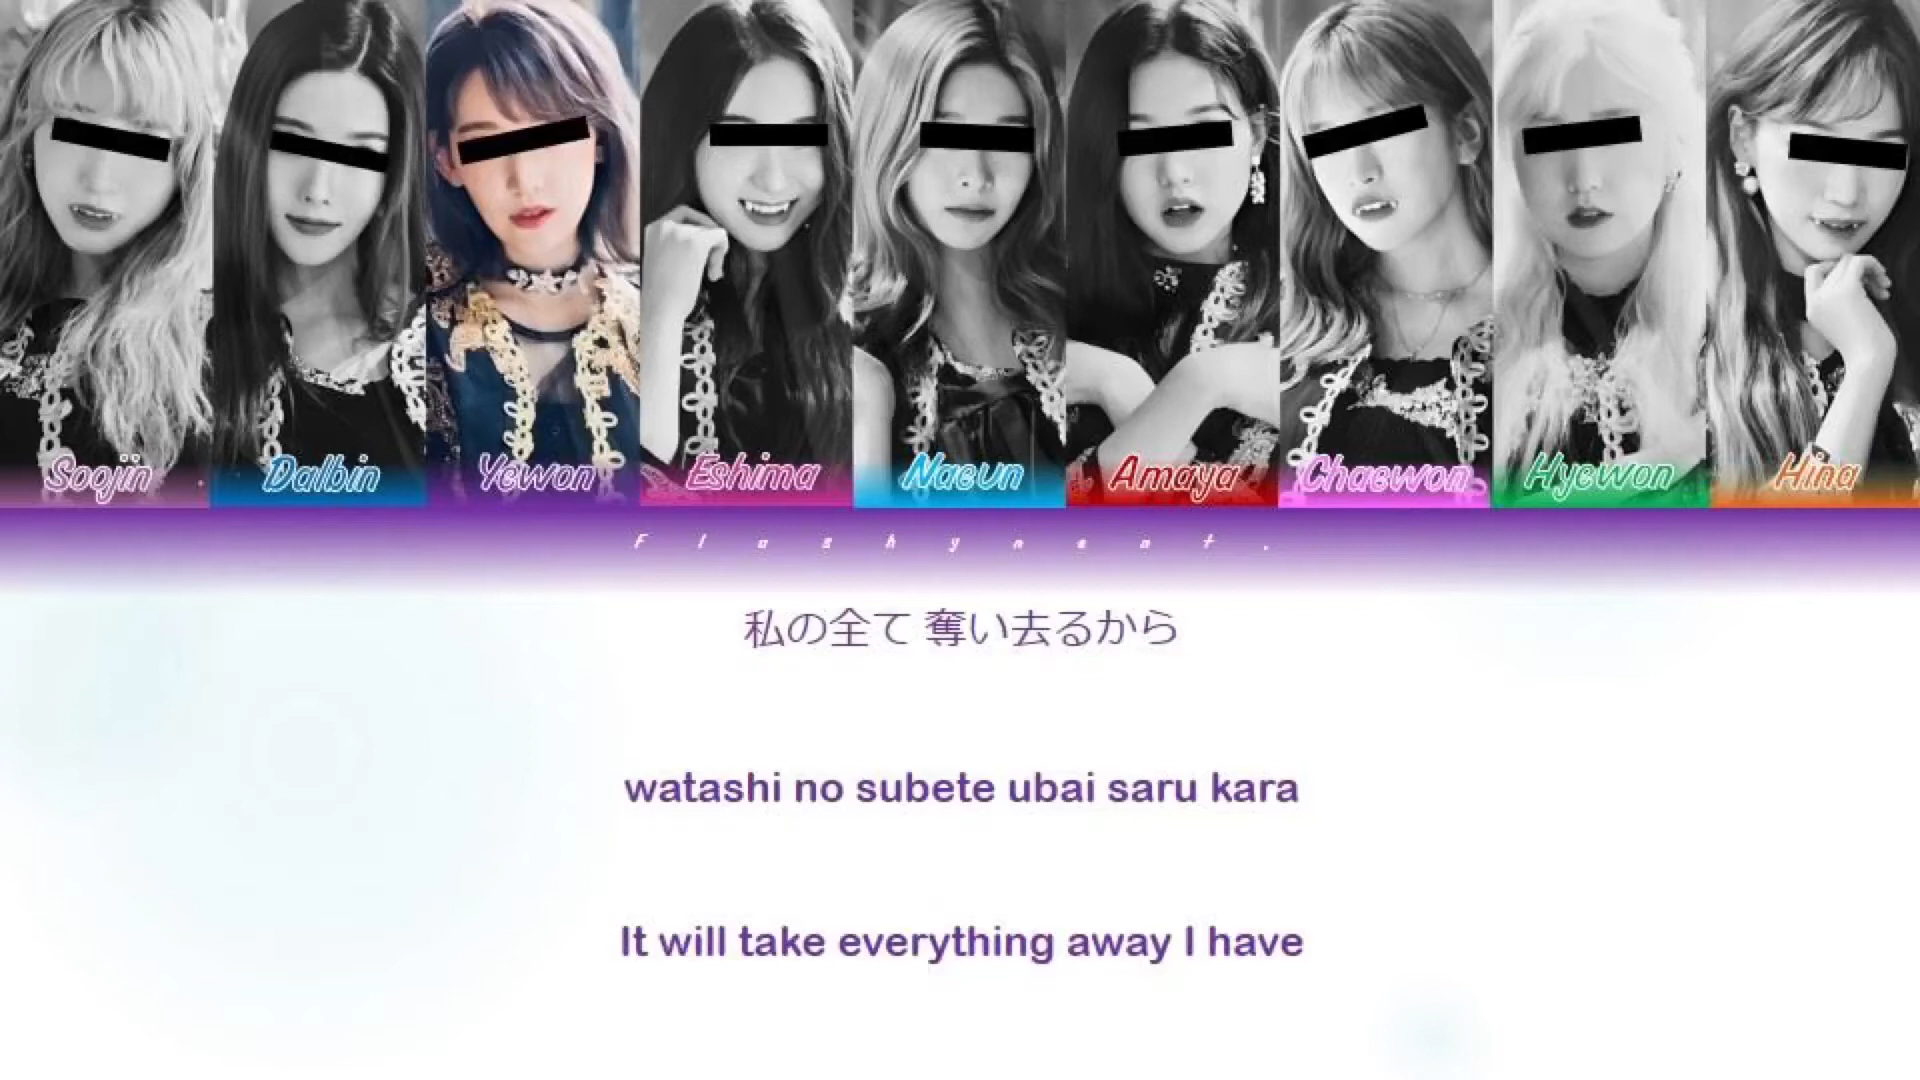 Soojin Dalbin Yewon Eshima Naeun Amaya Chaewon Hyewon Hina
Flashyneot.
私の全て 奪い去るから
watashi no subete ubai saru kara
It will take everything away I have